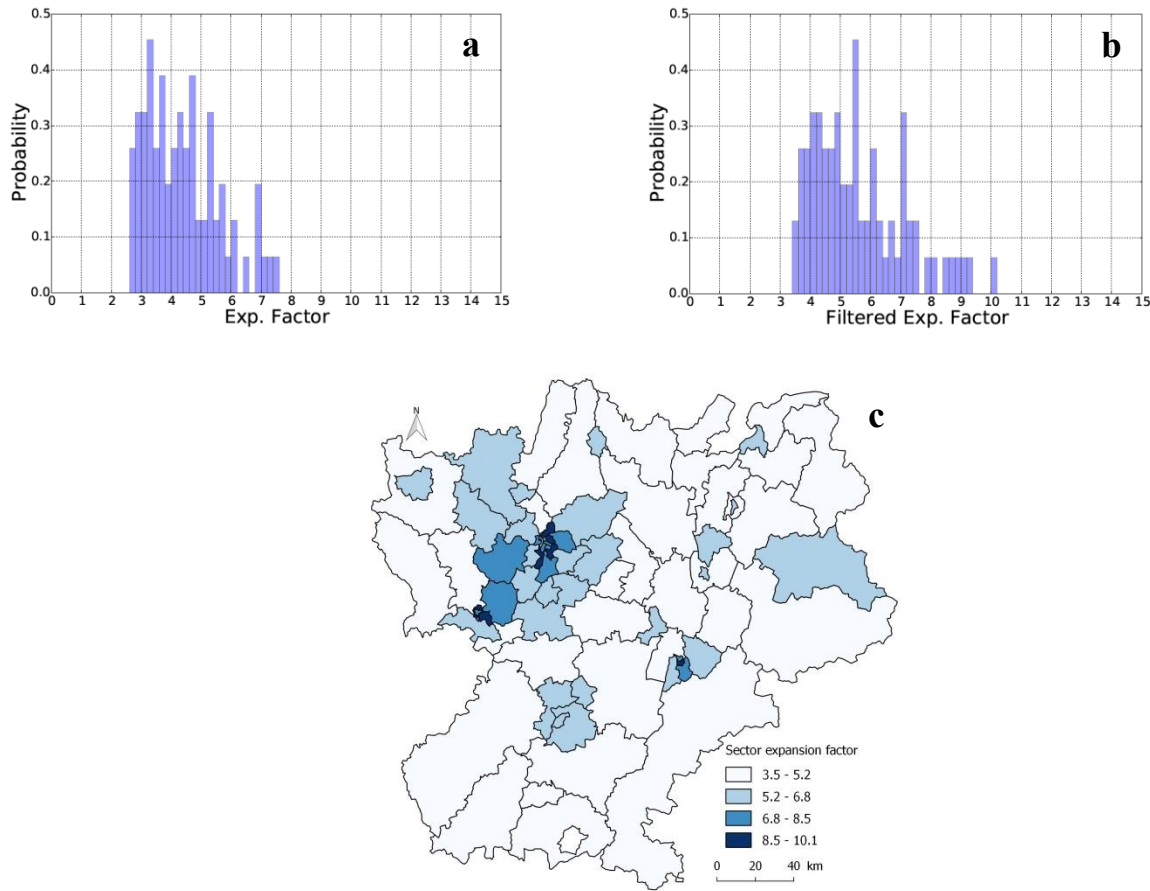 a
0.5
0.4
0.3
0.2
0.1
0.0
Probability
0 1 2 3 4 5 6 7 8 9 10 11 12 13 14 15
Exp. Factor
b
0.5
0.4
0.3
0.2
0.1
0.0
Probability
0 1 2 3 4 5 6 7 8 9 10 11 12 13 14 15
Filtered Exp. Factor
c
N
Sector expansion factor
3.5 - 5.2
5.2 - 6.8
6.8 - 8.5
8.5 - 10.1
0 20 40 km